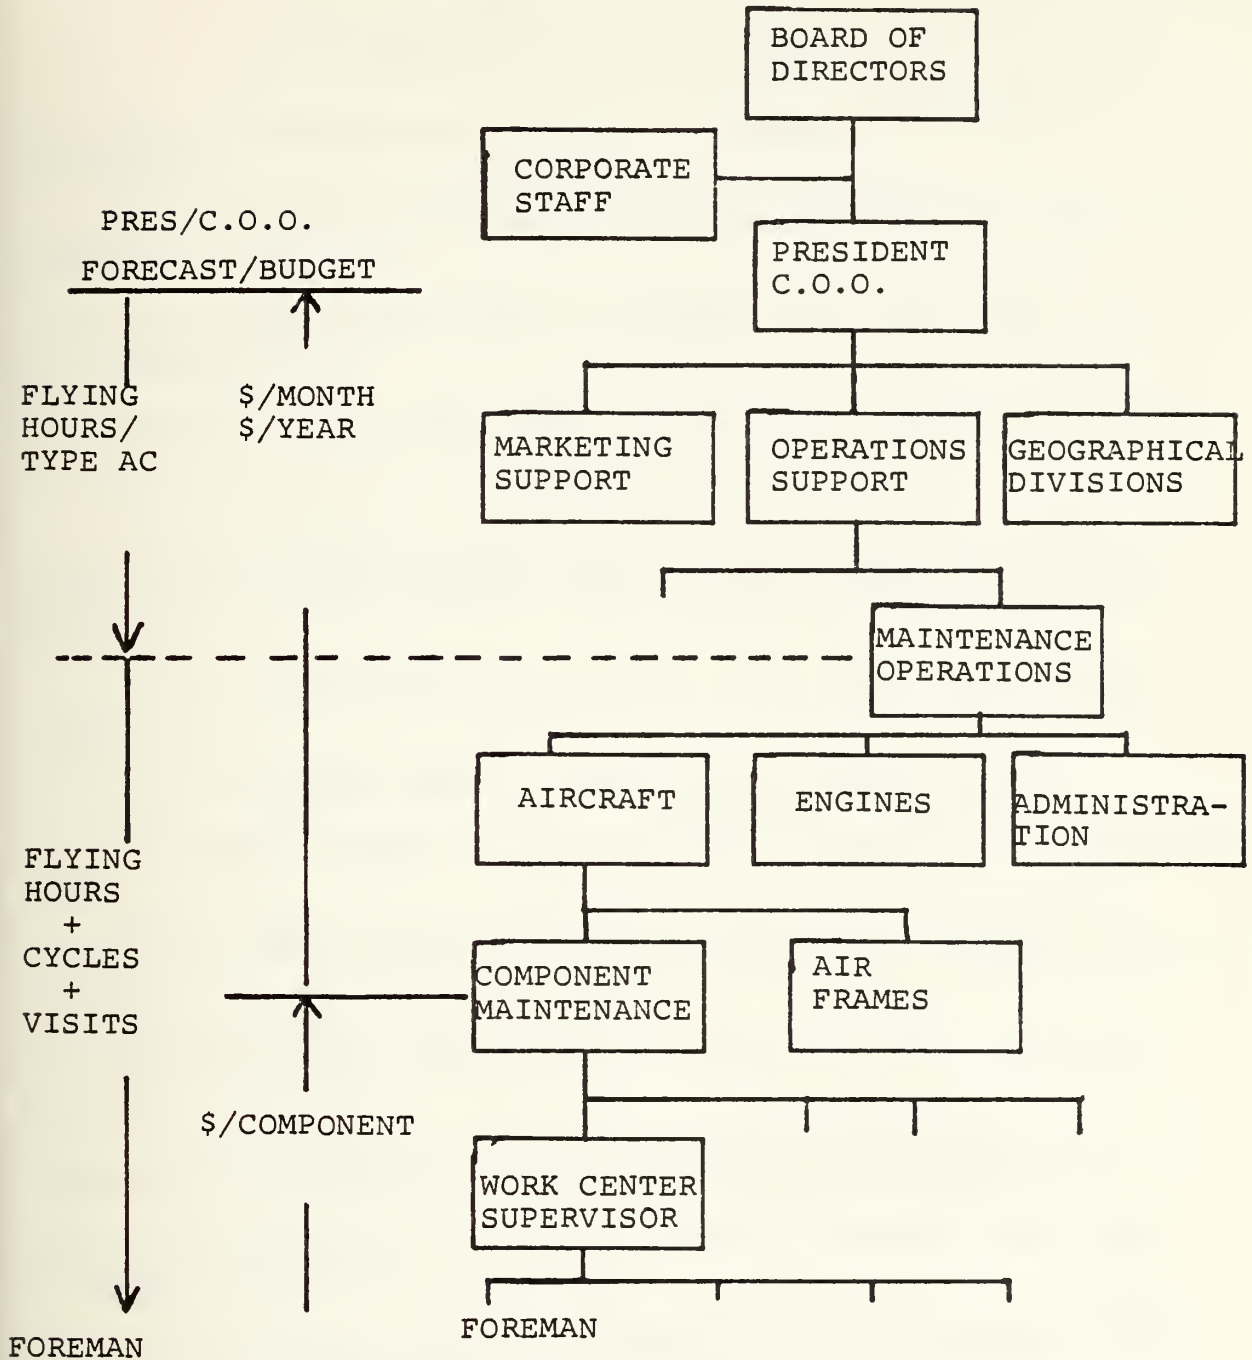 BOARD OF
DIRECTORS
CORPORATE
STAFF
PRES/C.O.O.
FORECAST/BUDGET
PRESIDENT
C.O.O.
FLYING
HOURS/
TYPE AC
$/MONTH
$/YEAR
MARKETING
SUPPORT
OPERATIONS
SUPPORT
GEOGRAPHICAL
DIVISIONS
MAINTENANCE
OPERATIONS
AIRCRAFT
ENGINES
ADMINISTRA-
TION
FLYING
HOURS
+
CYCLES
+
VISITS
COMPONENT
MAINTENANCE
AIR
FRAMES
$/COMPONENT
WORK CENTER
SUPERVISOR
FOREMAN
FOREMAN